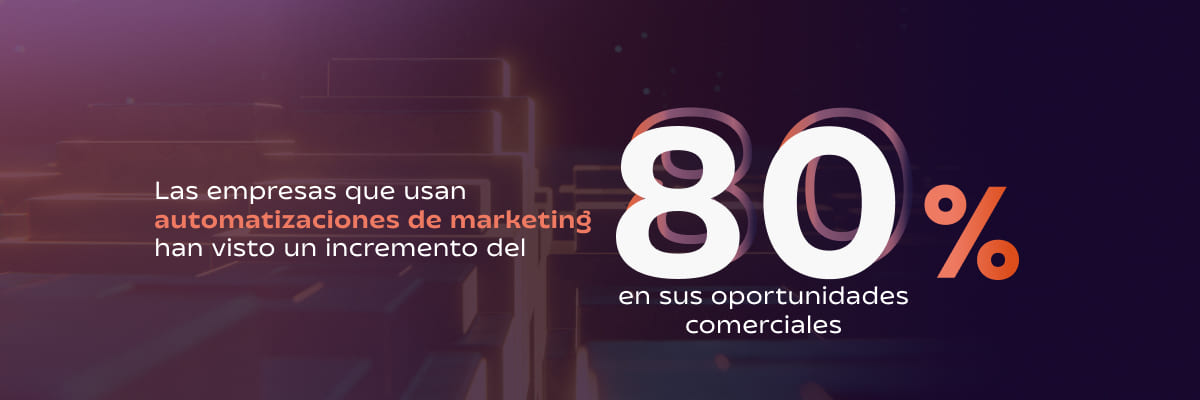 Las empresas que usan
automatizaciones de marketing
han visto un incremento del
80%
en sus oportunidades
comerciales